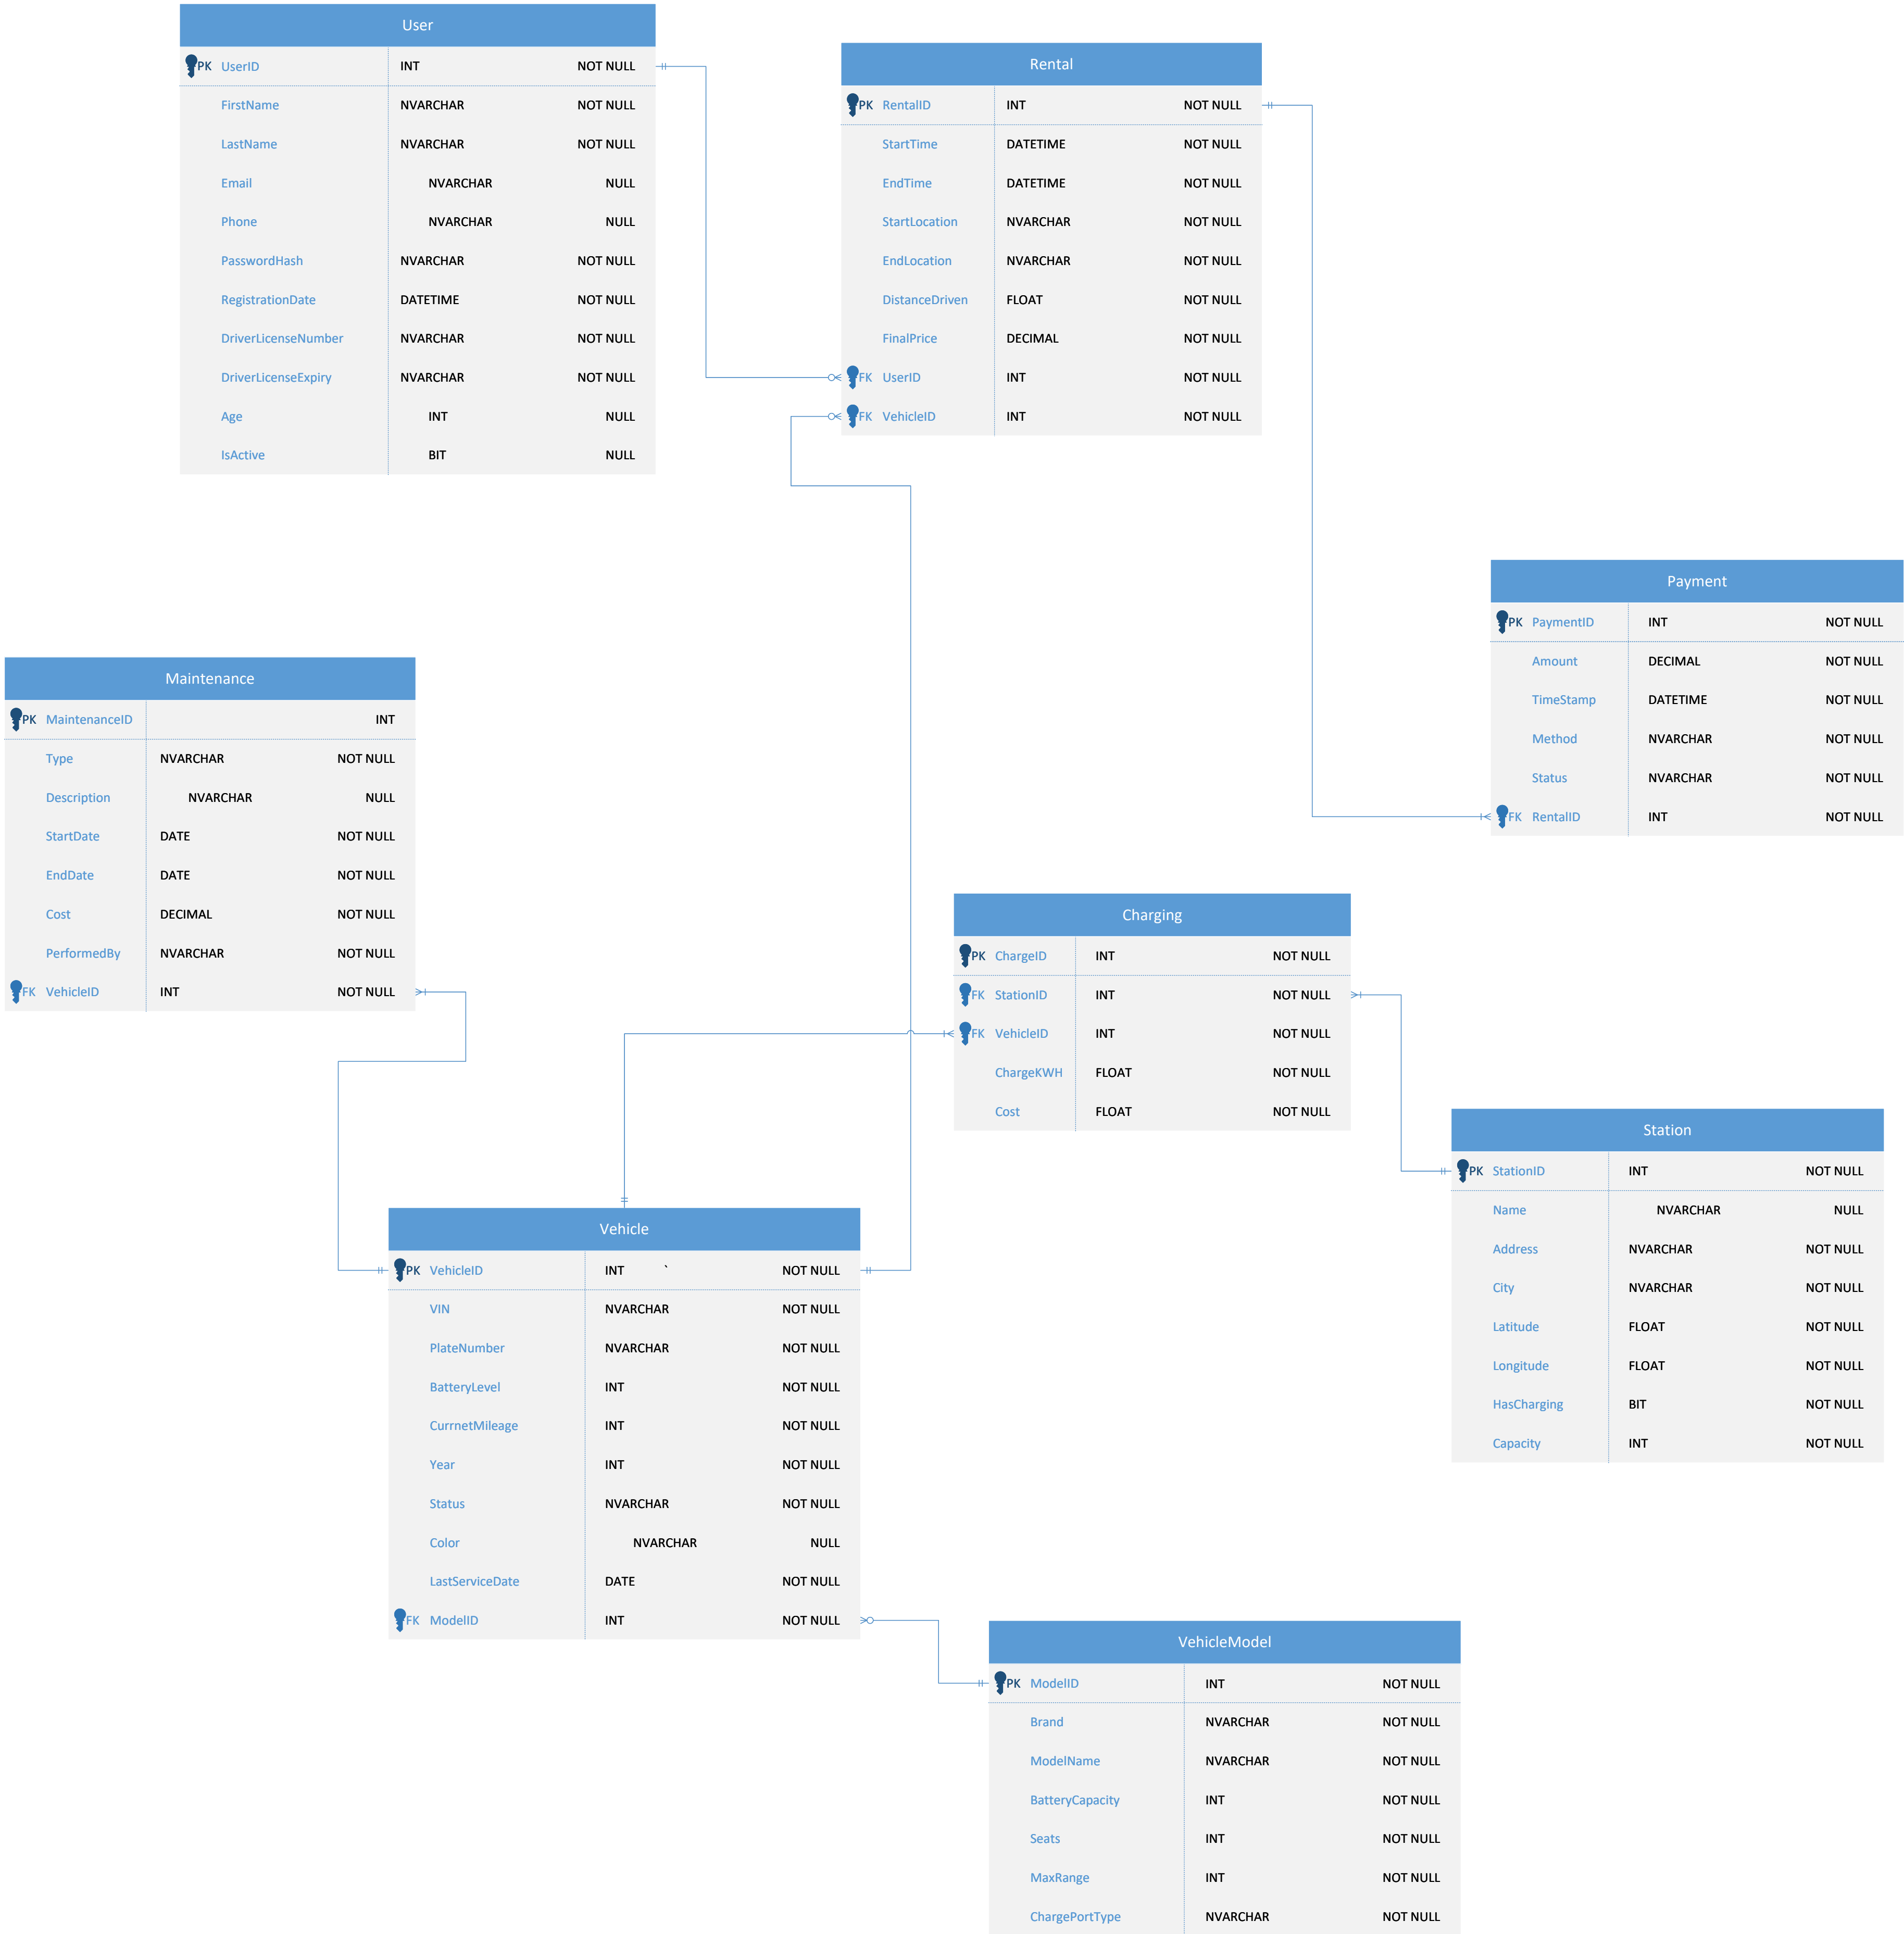 User
PK UserID INT NOT NULL
FirstName NVARCHAR NOT NULL
LastName NVARCHAR NOT NULL
Email NVARCHAR NULL
Phone NVARCHAR NULL
PasswordHash NVARCHAR NOT NULL
RegistrationDate DATETIME NOT NULL
DriverLicenseNumber NVARCHAR NOT NULL
DriverLicenseExpiry NVARCHAR NOT NULL
Age INT NULL
IsActive BIT NULL
Rental
PK RentalID INT NOT NULL
StartTime DATETIME NOT NULL
EndTime DATETIME NOT NULL
StartLocation NVARCHAR NOT NULL
EndLocation NVARCHAR NOT NULL
DistanceDriven FLOAT NOT NULL
FinalPrice DECIMAL NOT NULL
FK UserID INT NOT NULL
FK VehicleID INT NOT NULL
Payment
PK PaymentID INT NOT NULL
Amount DECIMAL NOT NULL
TimeStamp DATETIME NOT NULL
Method NVARCHAR NOT NULL
Status NVARCHAR NOT NULL
FK RentalID INT NOT NULL
Maintenance
PK MaintenanceID INT
Type NVARCHAR NOT NULL
Description NVARCHAR NULL
StartDate DATE NOT NULL
EndDate DATE NOT NULL
Cost DECIMAL NOT NULL
PerformedBy NVARCHAR NOT NULL
FK VehicleID INT NOT NULL
Charging
PK ChargeID INT NOT NULL
FK StationID INT NOT NULL
FK VehicleID INT NOT NULL
ChargeKWH FLOAT NOT NULL
Cost FLOAT NOT NULL
Station
PK StationID INT NOT NULL
Name NVARCHAR NULL
Address NVARCHAR NOT NULL
City NVARCHAR NOT NULL
Latitude FLOAT NOT NULL
Longitude FLOAT NOT NULL
HasCharging BIT NOT NULL
Capacity INT NOT NULL
Vehicle
PK VehicleID INT ` NOT NULL
VIN NVARCHAR NOT NULL
PlateNumber NVARCHAR NOT NULL
BatteryLevel INT NOT NULL
CurrnetMileage INT NOT NULL
Year INT NOT NULL
Status NVARCHAR NOT NULL
Color NVARCHAR NULL
LastServiceDate DATE NOT NULL
FK ModelID INT NOT NULL
VehicleModel
PK ModelID INT NOT NULL
Brand NVARCHAR NOT NULL
ModelName NVARCHAR NOT NULL
BatteryCapacity INT NOT NULL
Seats INT NOT NULL
MaxRange INT NOT NULL
ChargePortType NVARCHAR NOT NULL